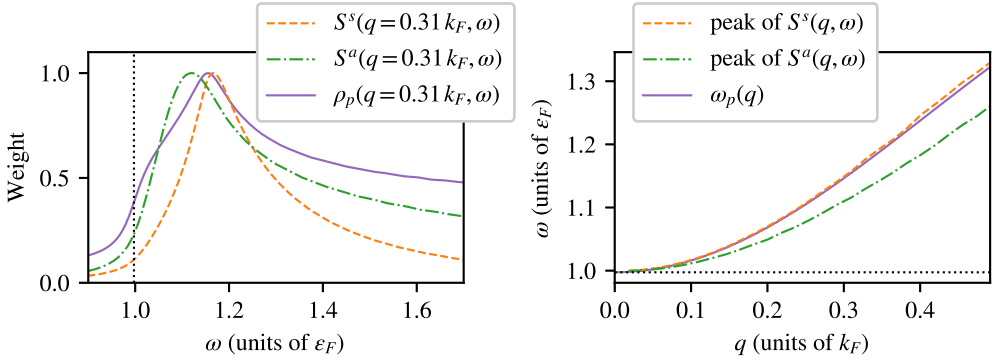 S^s(q=0.31 k_F, ω)
S^a(q=0.31 k_F, ω)
ρ_p(q=0.31 k_F, ω)
Weight
1.0
0.5
0.0
1.0
1.2
1.4
1.6
ω (units of ε_F)
peak of S^s(q, ω)
peak of S^a(q, ω)
ω_p(q)
ω (units of ε_F)
1.3
1.2
1.1
1.0
0.0
0.1
0.2
0.3
0.4
q (units of k_F)